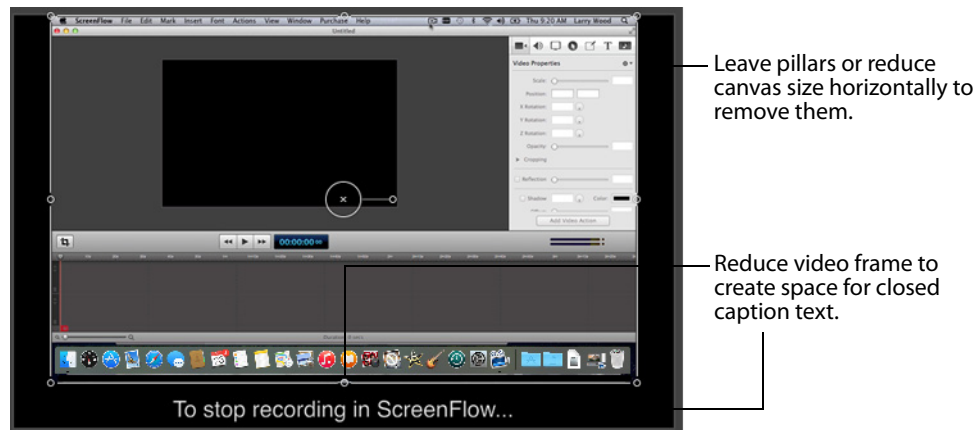 ScreenFlow File Edit Mark Insert Font Actions View Window Purchase Help Thu 9:20 AM Larry Wood
Untitled
Video Properties
Scale:
Position:
X Rotation:
Y Rotation:
Z Rotation:
Opacity:
Cropping
Reflection:
Shadow Color:
Add Video Action
00:00:00
To stop recording in ScreenFlow...
Leave pillars or reduce
canvas size horizontally to
remove them.
Reduce video frame to
create space for closed
caption text.